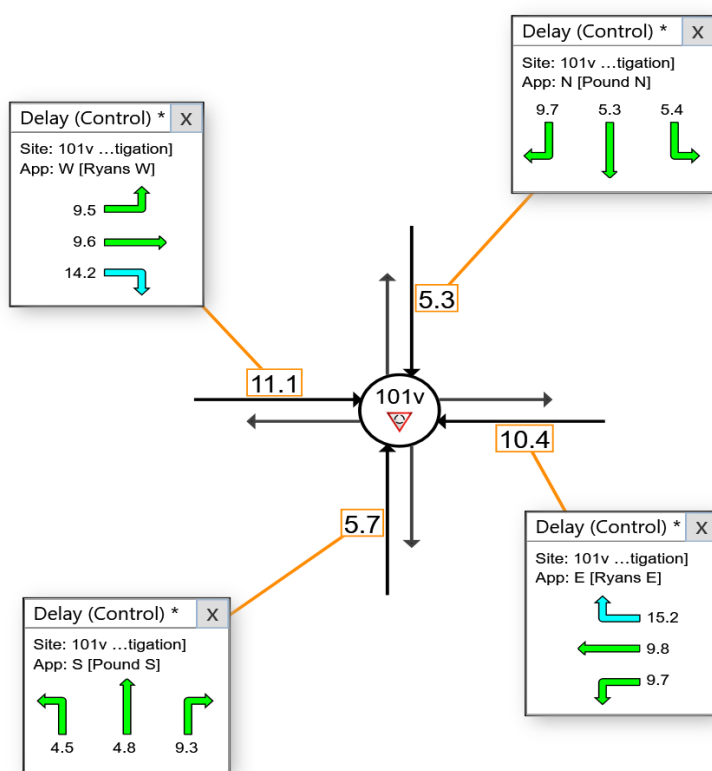 Delay (Control) * X
Site: 101v ...tigation]
App: N [Pound N]
9.7 5.3 5.4
Delay (Control) * X
Site: 101v ...tigation]
App: W [Ryans W]
9.5
9.6
14.2
5.3
11.1
101v
10.4
5.7
Delay (Control) * X
Site: 101v ...tigation]
App: E [Ryans E]
15.2
9.8
9.7
Delay (Control) * X
Site: 101v ...tigation]
App: S [Pound S]
4.5 4.8 9.3